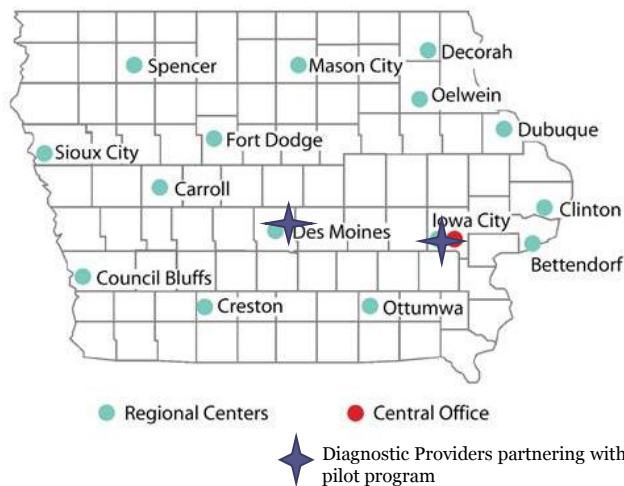 Decorah
Spencer
Mason City
Oelwein
Dubuque
Fort Dodge
Sioux City
Carroll
Clinton
Iowa City
Des Moines
Bettendorf
Council Bluffs
Creston
Ottumwa
Regional Centers
Central Office
Diagnostic Providers partnering with
pilot program